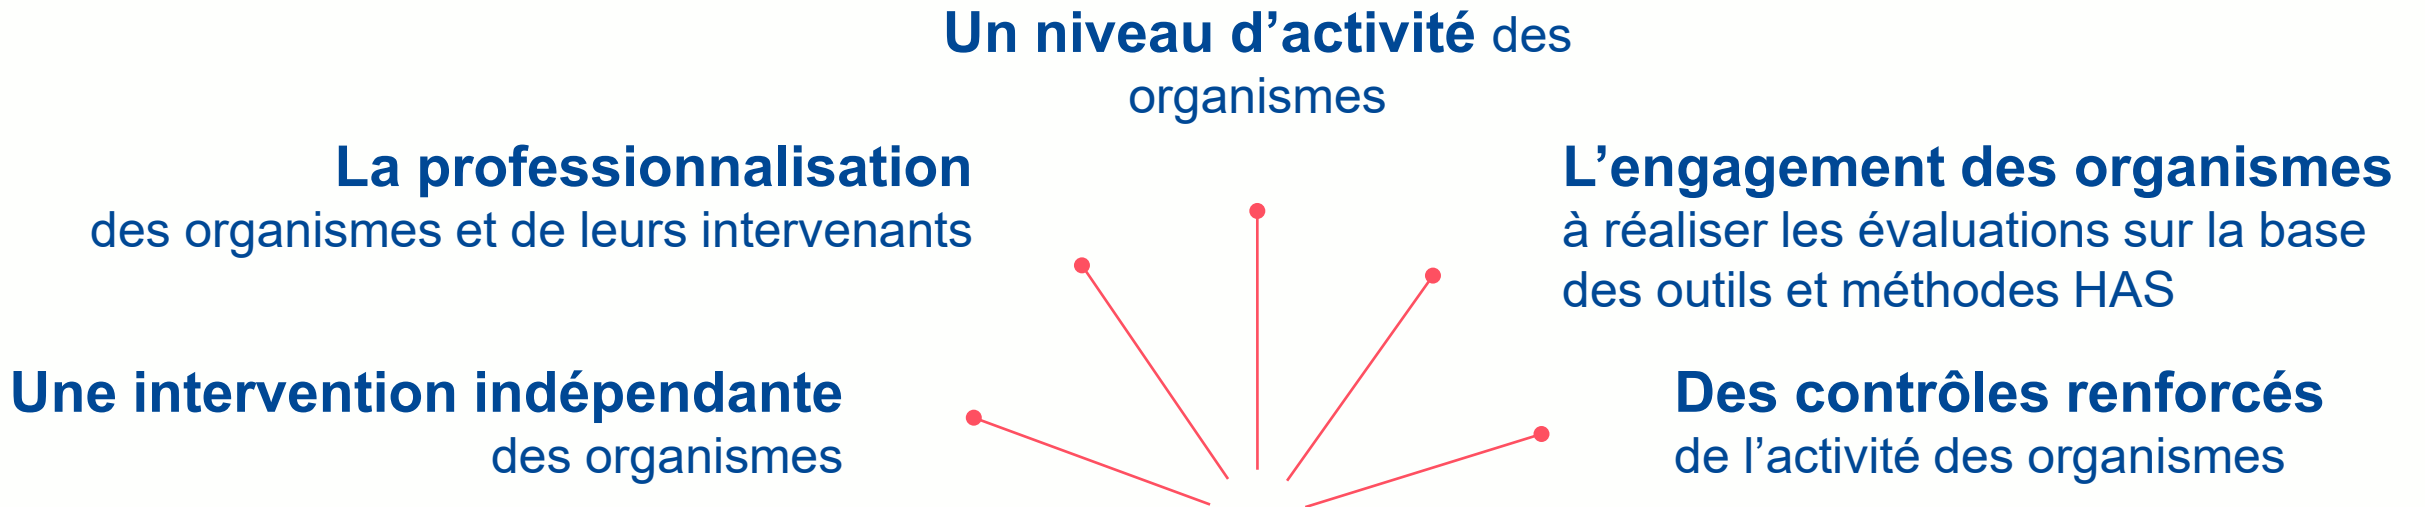 Un niveau d’activité des
organismes
La professionnalisation
des organismes et de leurs intervenants
L’engagement des organismes
à réaliser les évaluations sur la base
des outils et méthodes HAS
Une intervention indépendante
des organismes
Des contrôles renforcés
de l’activité des organismes